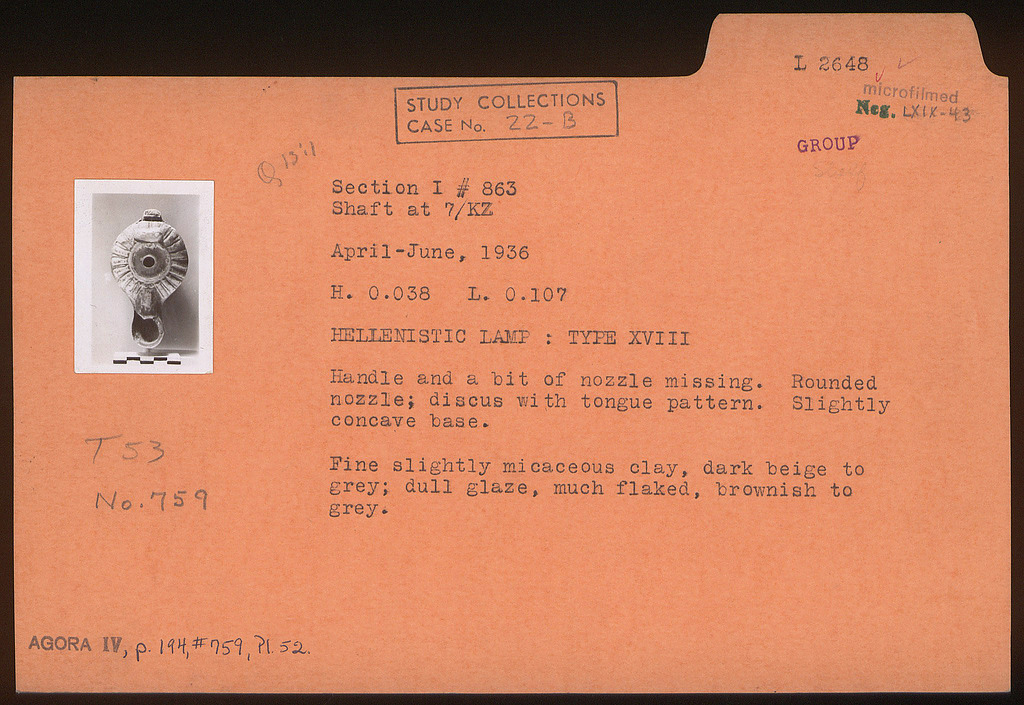 L 2648
microfilmed
Neg. LXIX-43
STUDY COLLECTIONS
CASE No. 22-B
GROUP
Section I # 863
Shaft at 7/KZ
April-June, 1936
H. 0.038 L. 0.107
HELLENISTIC LAMP : TYPE XVIII
Handle and a bit of nozzle missing. Rounded
nozzle; discus with tongue pattern. Slightly
concave base.
T 53
No. 759
Fine slightly micaceous clay, dark beige to
grey; dull glaze, much flaked, brownish to
grey.
AGORA IV, p. 194, #759, Pl. 52.